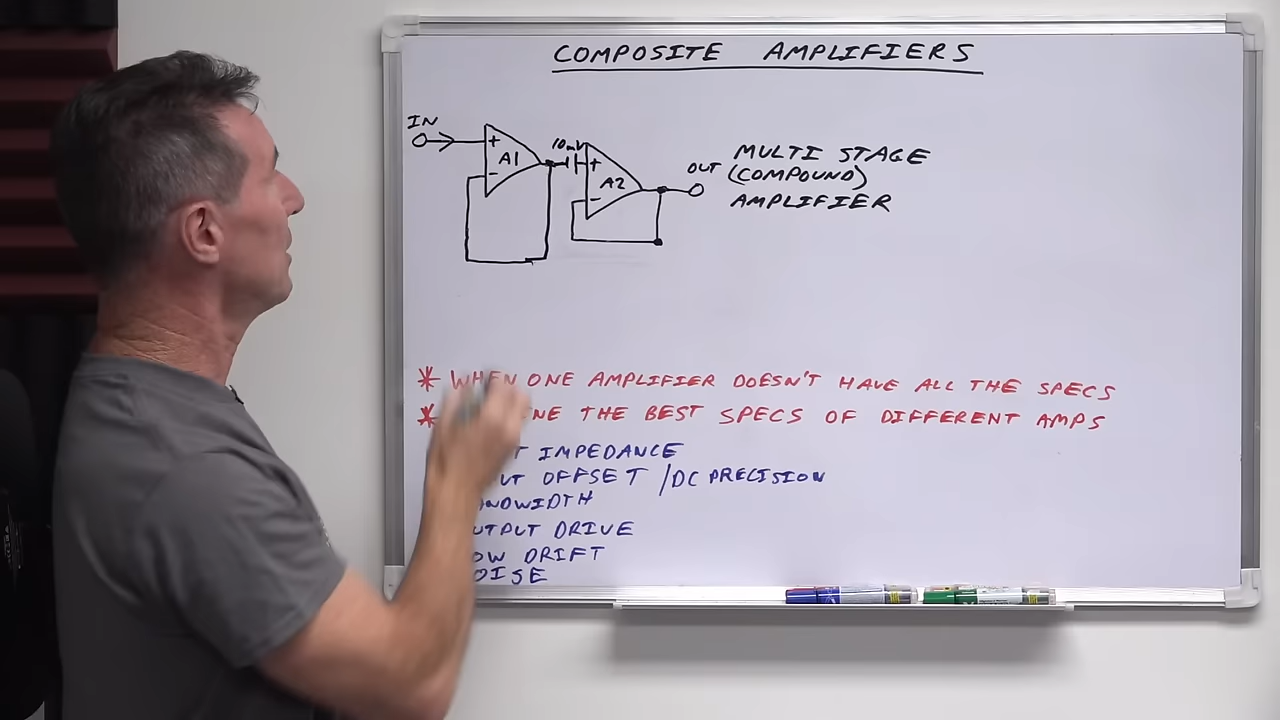 COMPOSITE AMPLIFIERS
IN
+ A1 -
10mV
+ A2 -
OUT
MULTI STAGE
(COMPOUND)
AMPLIFIER
* WHEN ONE AMPLIFIER DOESN'T HAVE ALL THE SPECS
* THE BEST SPECS OF DIFFERENT AMPS
IMPEDANCE
OFFSET / DC PRECISION
OUTPUT DRIVE
DRIFT